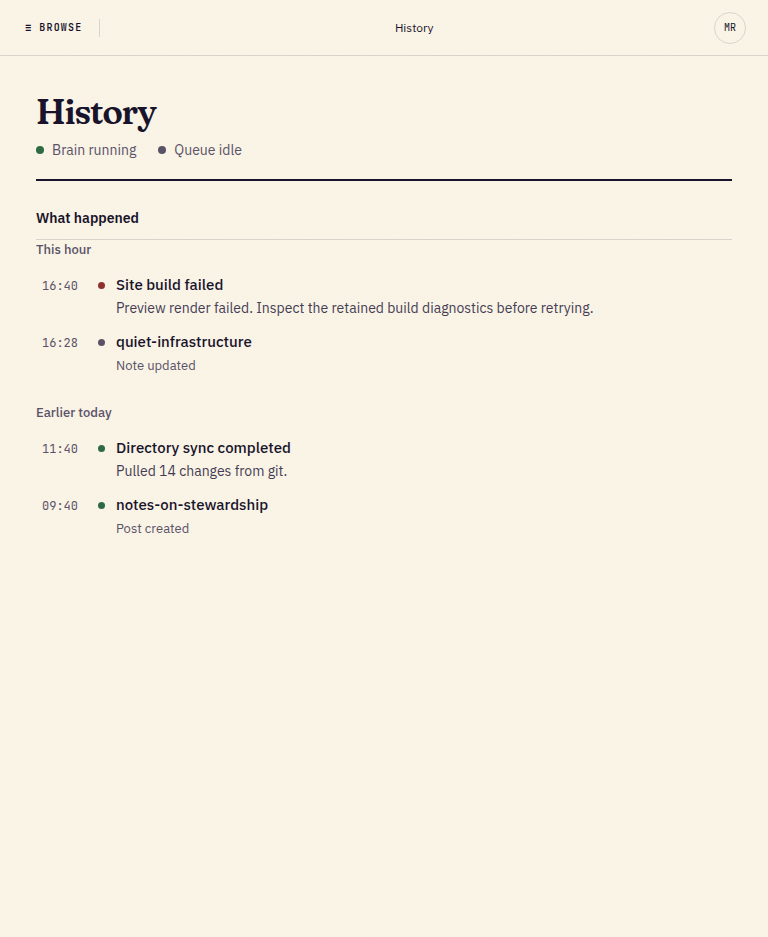 ≡ BROWSE
History
MR
History
Brain running
Queue idle
What happened
This hour
16:40 Site build failed
Preview render failed. Inspect the retained build diagnostics before retrying.
16:28 quiet-infrastructure
Note updated
Earlier today
11:40 Directory sync completed
Pulled 14 changes from git.
09:40 notes-on-stewardship
Post created